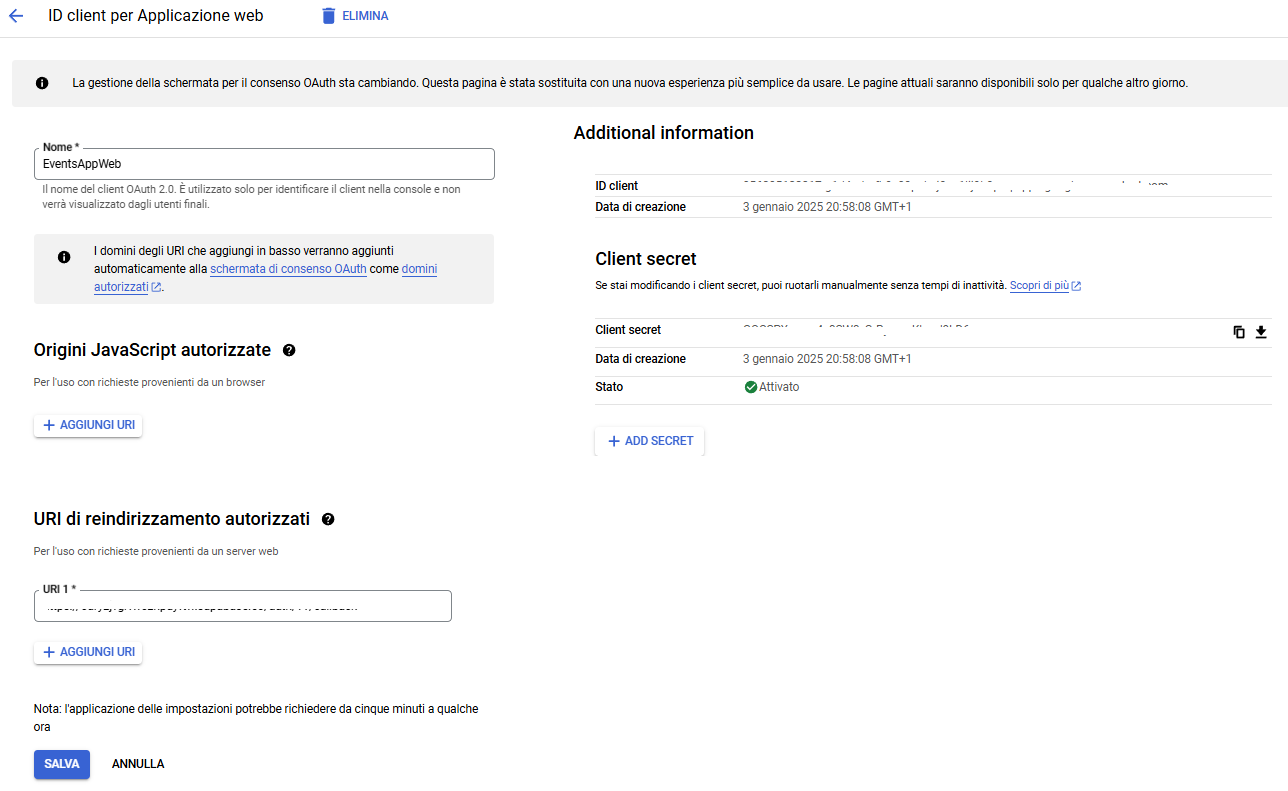 ID client per Applicazione web
ELIMINA
La gestione della schermata per il consenso OAuth sta cambiando. Questa pagina è stata sostituita con una nuova esperienza più semplice da usare. Le pagine attuali saranno disponibili solo per qualche altro giorno.
Nome *
EventsAppWeb
Il nome del client OAuth 2.0. È utilizzato solo per identificare il client nella console e non
verrà visualizzato dagli utenti finali.
I domini degli URI che aggiungi in basso verranno aggiunti
automaticamente alla schermata di consenso OAuth come domini
autorizzati.
Origini JavaScript autorizzate
Per l'uso con richieste provenienti da un browser
AGGIUNGI URI
URI di reindirizzamento autorizzati
Per l'uso con richieste provenienti da un server web
URI 1 *
AGGIUNGI URI
Nota: l'applicazione delle impostazioni potrebbe richiedere da cinque minuti a qualche
ora
SALVA
ANNULLA
Additional information
ID client
Data di creazione 3 gennaio 2025 20:58:08 GMT+1
Client secret
Se stai modificando i client secret, puoi ruotarli manualmente senza tempi di inattività. Scopri di più
Client secret
Data di creazione 3 gennaio 2025 20:58:08 GMT+1
Stato Attivato
ADD SECRET